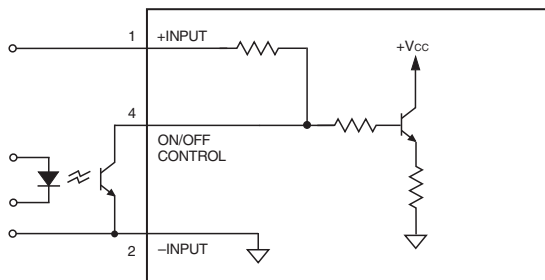 1 +INPUT
+VCC
4
ON/OFF
CONTROL
2 –INPUT